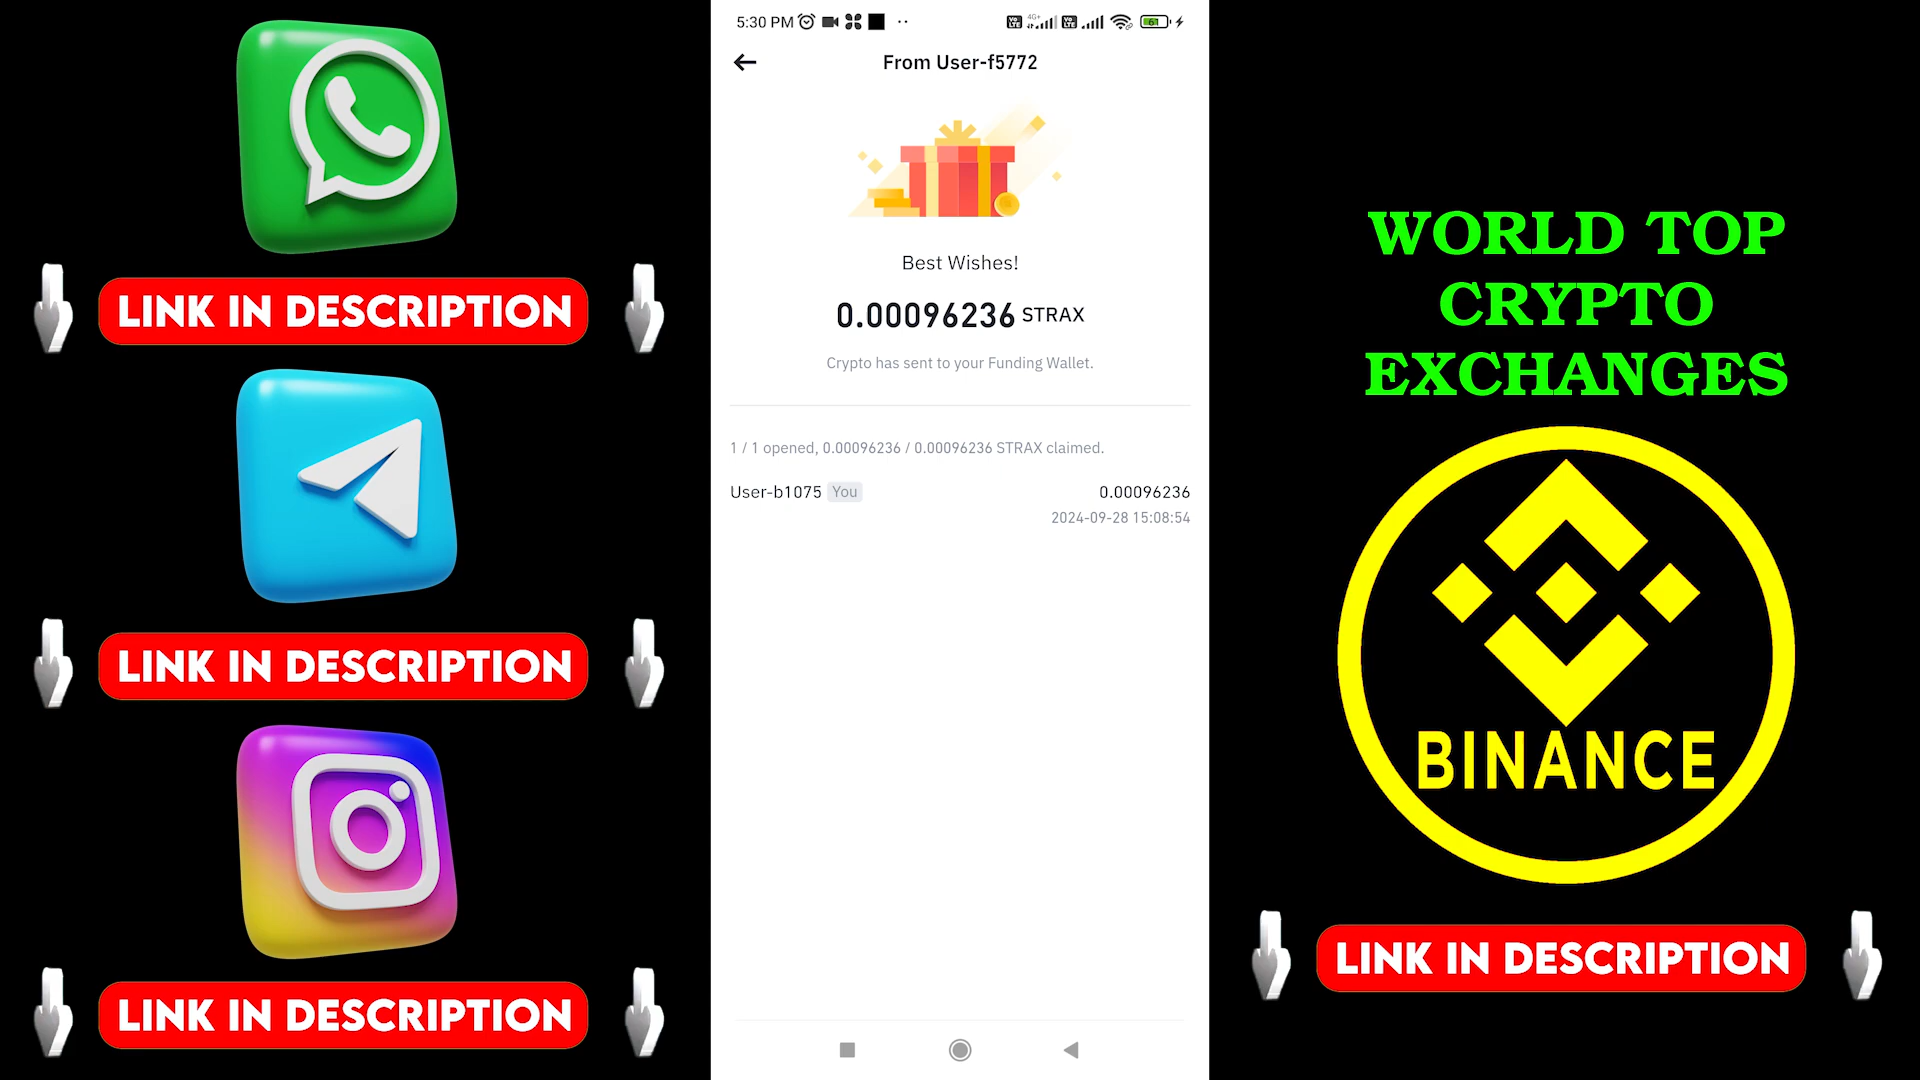 LINK IN DESCRIPTION
LINK IN DESCRIPTION
LINK IN DESCRIPTION
5:30 PM
4G+
61
From User-f5772
Best Wishes!
0.00096236 STRAX
Crypto has sent to your Funding Wallet.
1 / 1 opened, 0.00096236 / 0.00096236 STRAX claimed.
User-b1075 You 0.00096236
2024-09-28 15:08:54
WORLD TOP
CRYPTO
EXCHANGES
BINANCE
LINK IN DESCRIPTION